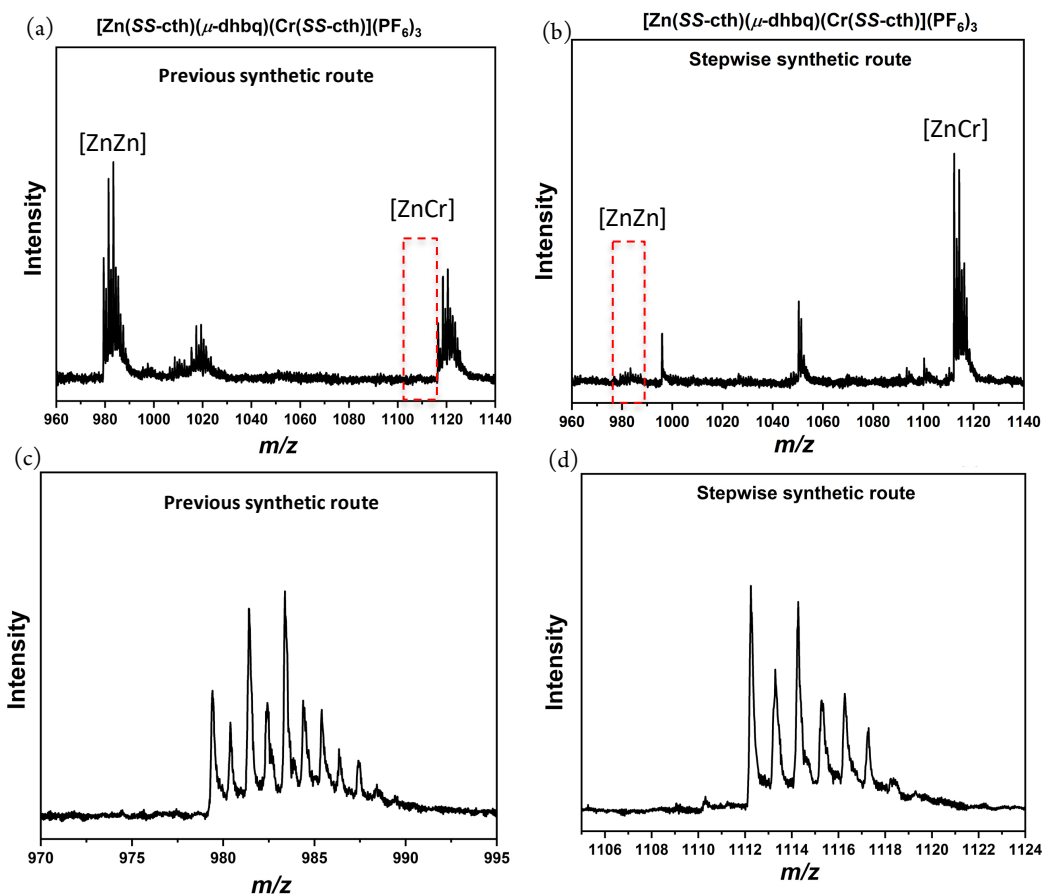 (a)
[Zn(SS-cth)(μ-dhbq)(Cr(SS-cth)](PF6)3
Previous synthetic route
[ZnZn]
[ZnCr]
Intensity
960 980 1000 1020 1040 1060 1080 1100 1120 1140
m/z
(b)
[Zn(SS-cth)(μ-dhbq)(Cr(SS-cth)](PF6)3
Stepwise synthetic route
[ZnZn]
[ZnCr]
Intensity
960 980 1000 1020 1040 1060 1080 1100 1120 1140
m/z
(c)
Previous synthetic route
Intensity
970 975 980 985 990 995
m/z
(d)
Stepwise synthetic route
Intensity
1106 1108 1110 1112 1114 1116 1118 1120 1122 1124
m/z